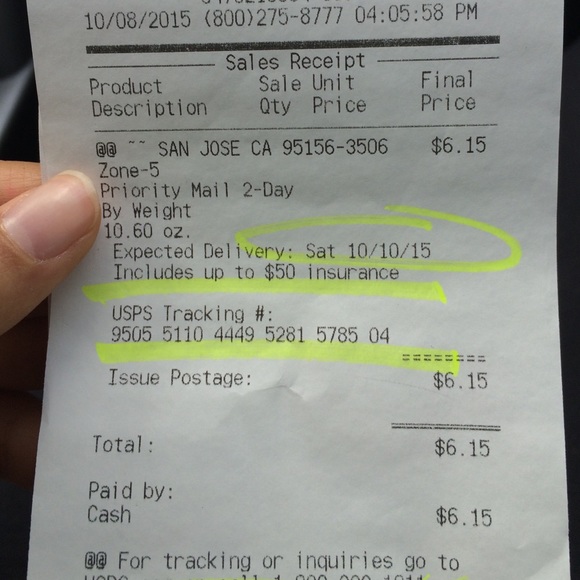 10/08/2015 (800)275-8777 04:05:58 PM
Sales Receipt
Product Sale Unit Final
Description Qty Price Price
@@ ~~ SAN JOSE CA 95156-3506 $6.15
Zone-5
Priority Mail 2-Day
By Weight
10.60 oz.
Expected Delivery: Sat 10/10/15
Includes up to $50 insurance
USPS Tracking #:
9505 5110 4449 5281 5785 04
========
Issue Postage: $6.15
Total: $6.15
Paid by:
Cash $6.15
@@ For tracking or inquiries go to